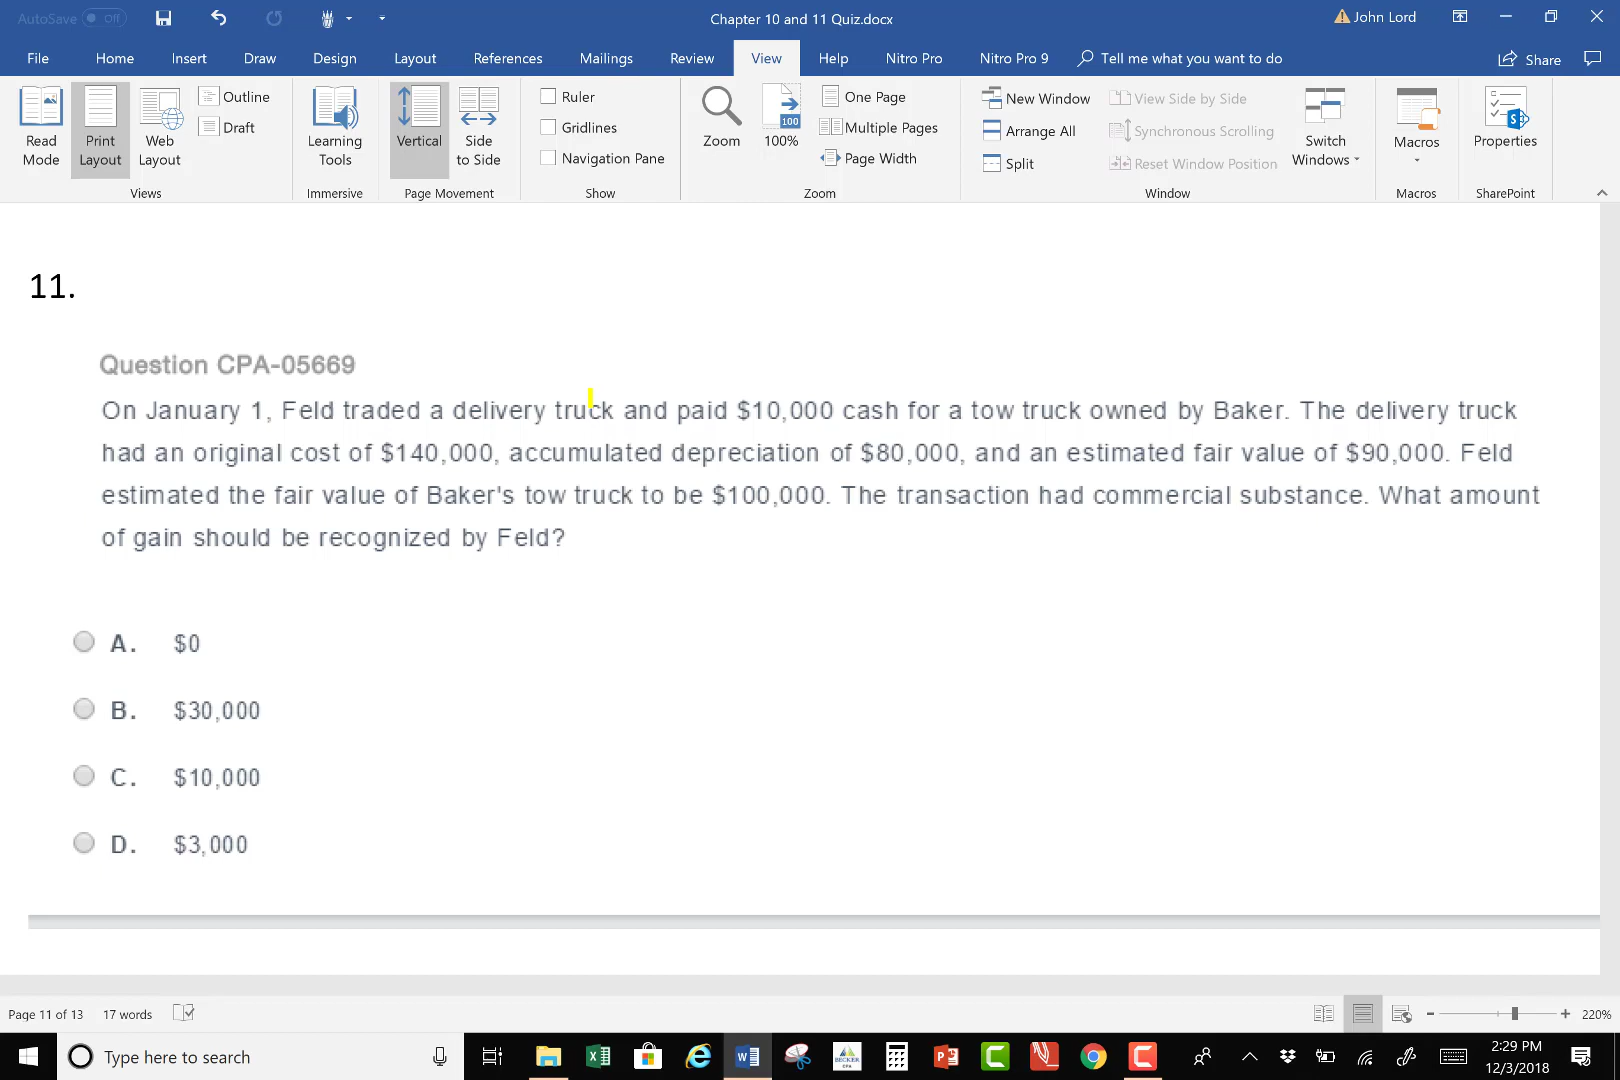 AutoSave Off
Chapter 10 and 11 Quiz.docx
John Lord
File Home Insert Draw Design Layout References Mailings Review View Help Nitro Pro Nitro Pro 9 Tell me what you want to do Share
Read Mode
Print Layout
Web Layout
Outline
Draft
Views
Learning Tools
Immersive
Vertical
Side to Side
Page Movement
Ruler
Gridlines
Navigation Pane
Show
Zoom
100
100%
One Page
Multiple Pages
Page Width
Zoom
New Window
Arrange All
Split
View Side by Side
Synchronous Scrolling
Reset Window Position
Switch Windows
Window
Macros
Macros
Properties
SharePoint
11.
Question CPA-05669
On January 1, Feld traded a delivery truck and paid $10,000 cash for a tow truck owned by Baker. The delivery truck
had an original cost of $140,000, accumulated depreciation of $80,000, and an estimated fair value of $90,000. Feld
estimated the fair value of Baker's tow truck to be $100,000. The transaction had commercial substance. What amount
of gain should be recognized by Feld?
A. $0
B. $30,000
C. $10,000
D. $3,000
Page 11 of 13 17 words
220%
Type here to search
2:29 PM
12/3/2018